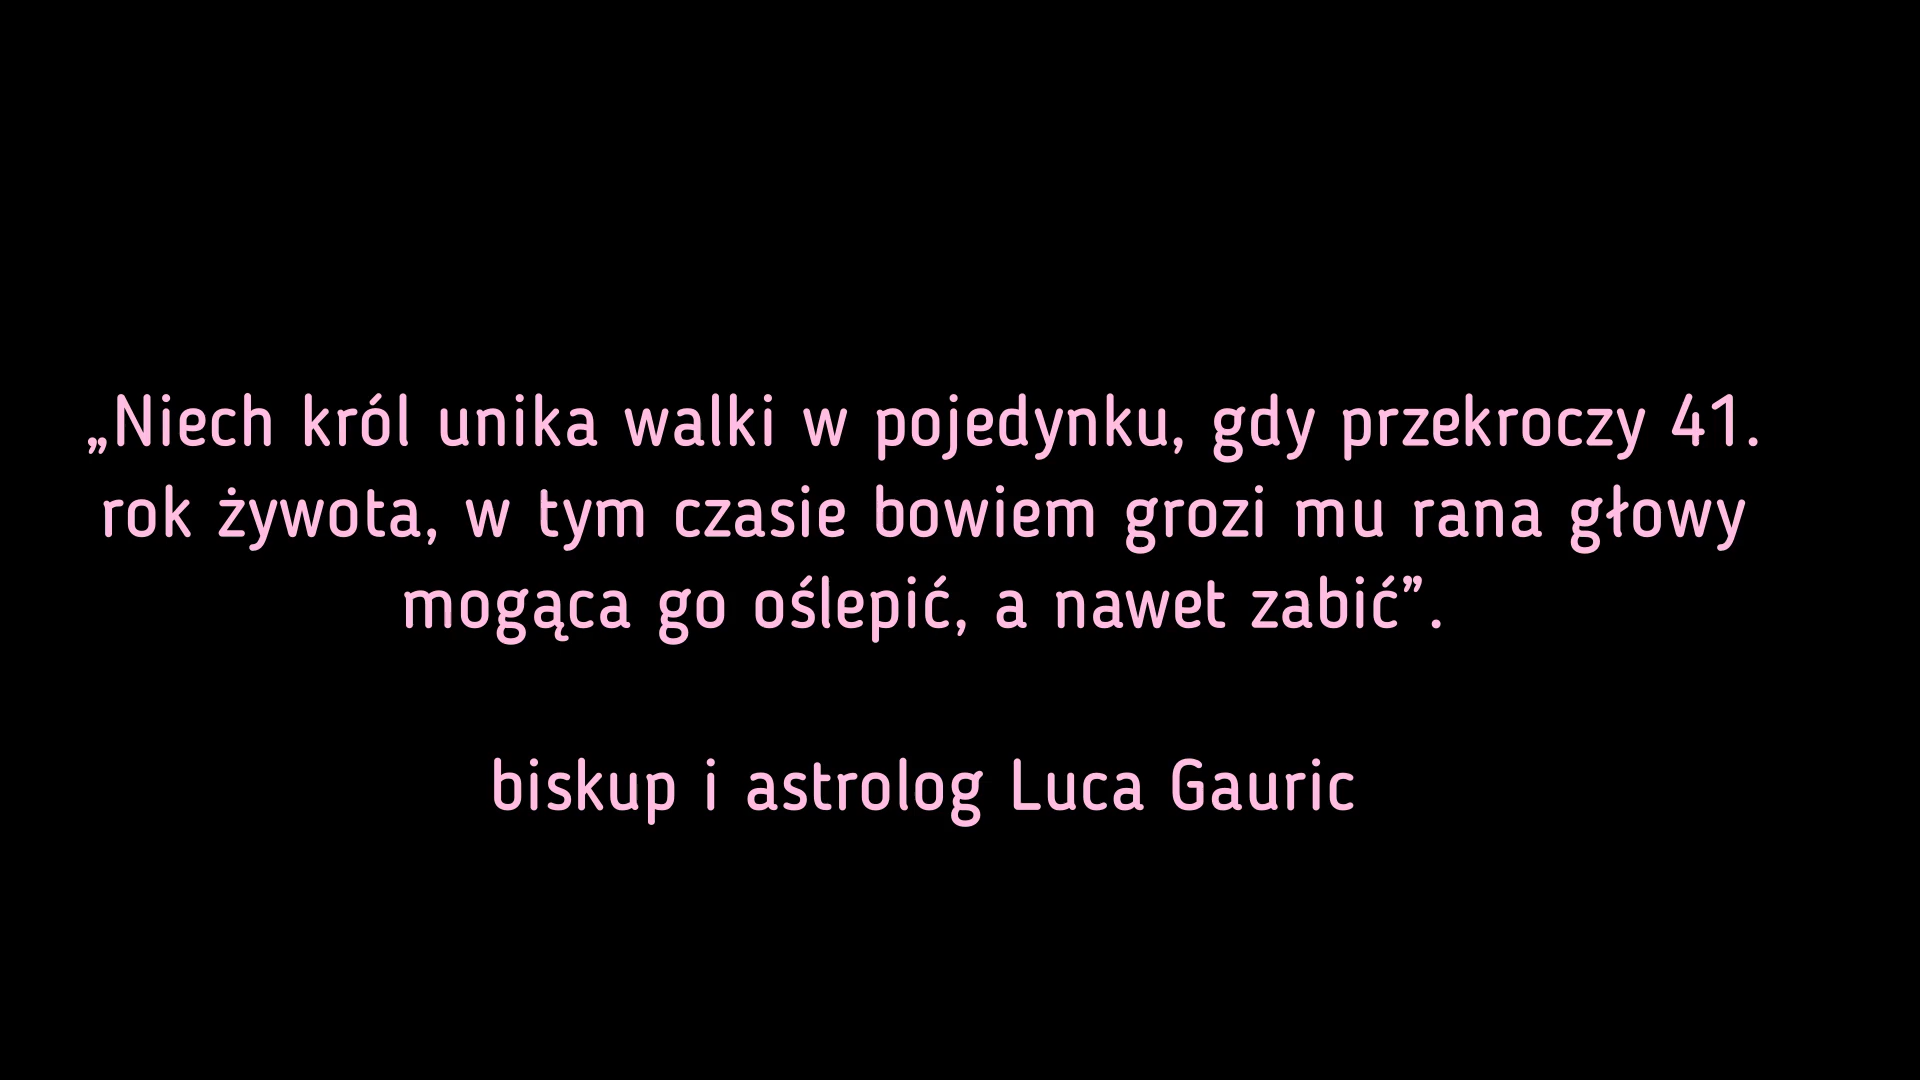 „Niech król unika walki w pojedynku, gdy przekroczy 41.
rok żywota, w tym czasie bowiem grozi mu rana głowy
mogąca go oślepić, a nawet zabić”.
biskup i astrolog Luca Gauric